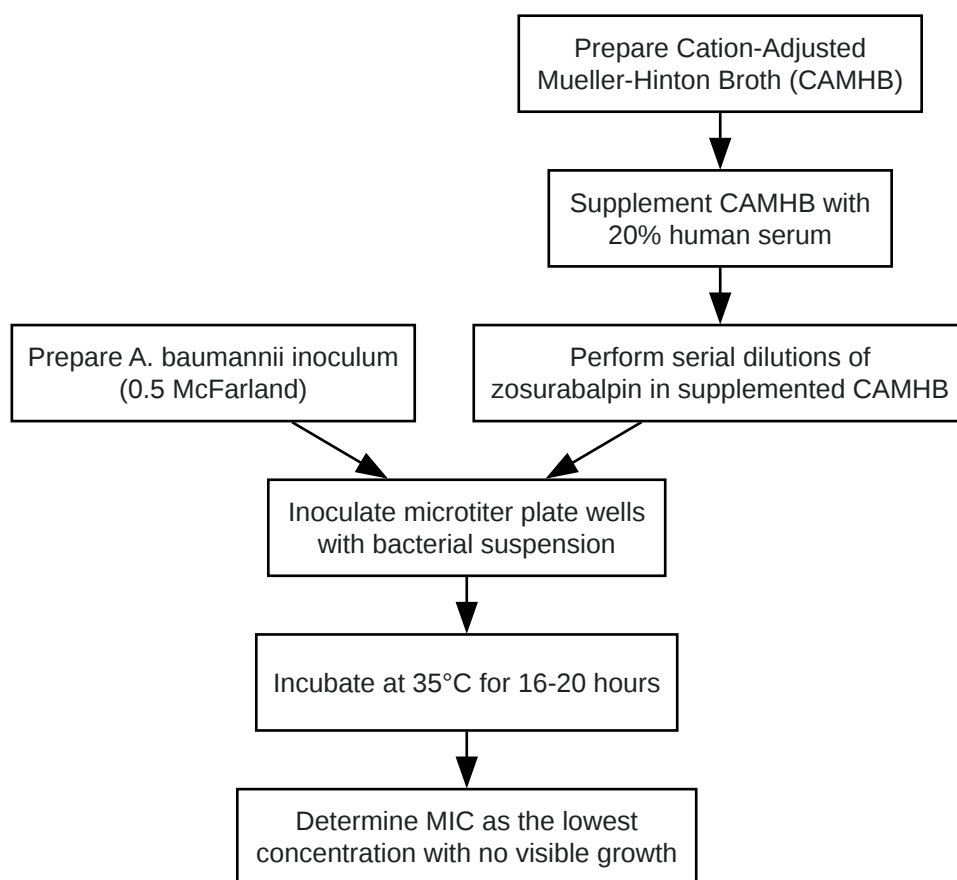 Prepare Cation-Adjusted
Mueller-Hinton Broth (CAMHB)
Supplement CAMHB with
20% human serum
Prepare A. baumannii inoculum
(0.5 McFarland)
Perform serial dilutions of
zosurabalpin in supplemented CAMHB
Inoculate microtiter plate wells
with bacterial suspension
Incubate at 35°C for 16-20 hours
Determine MIC as the lowest
concentration with no visible growth